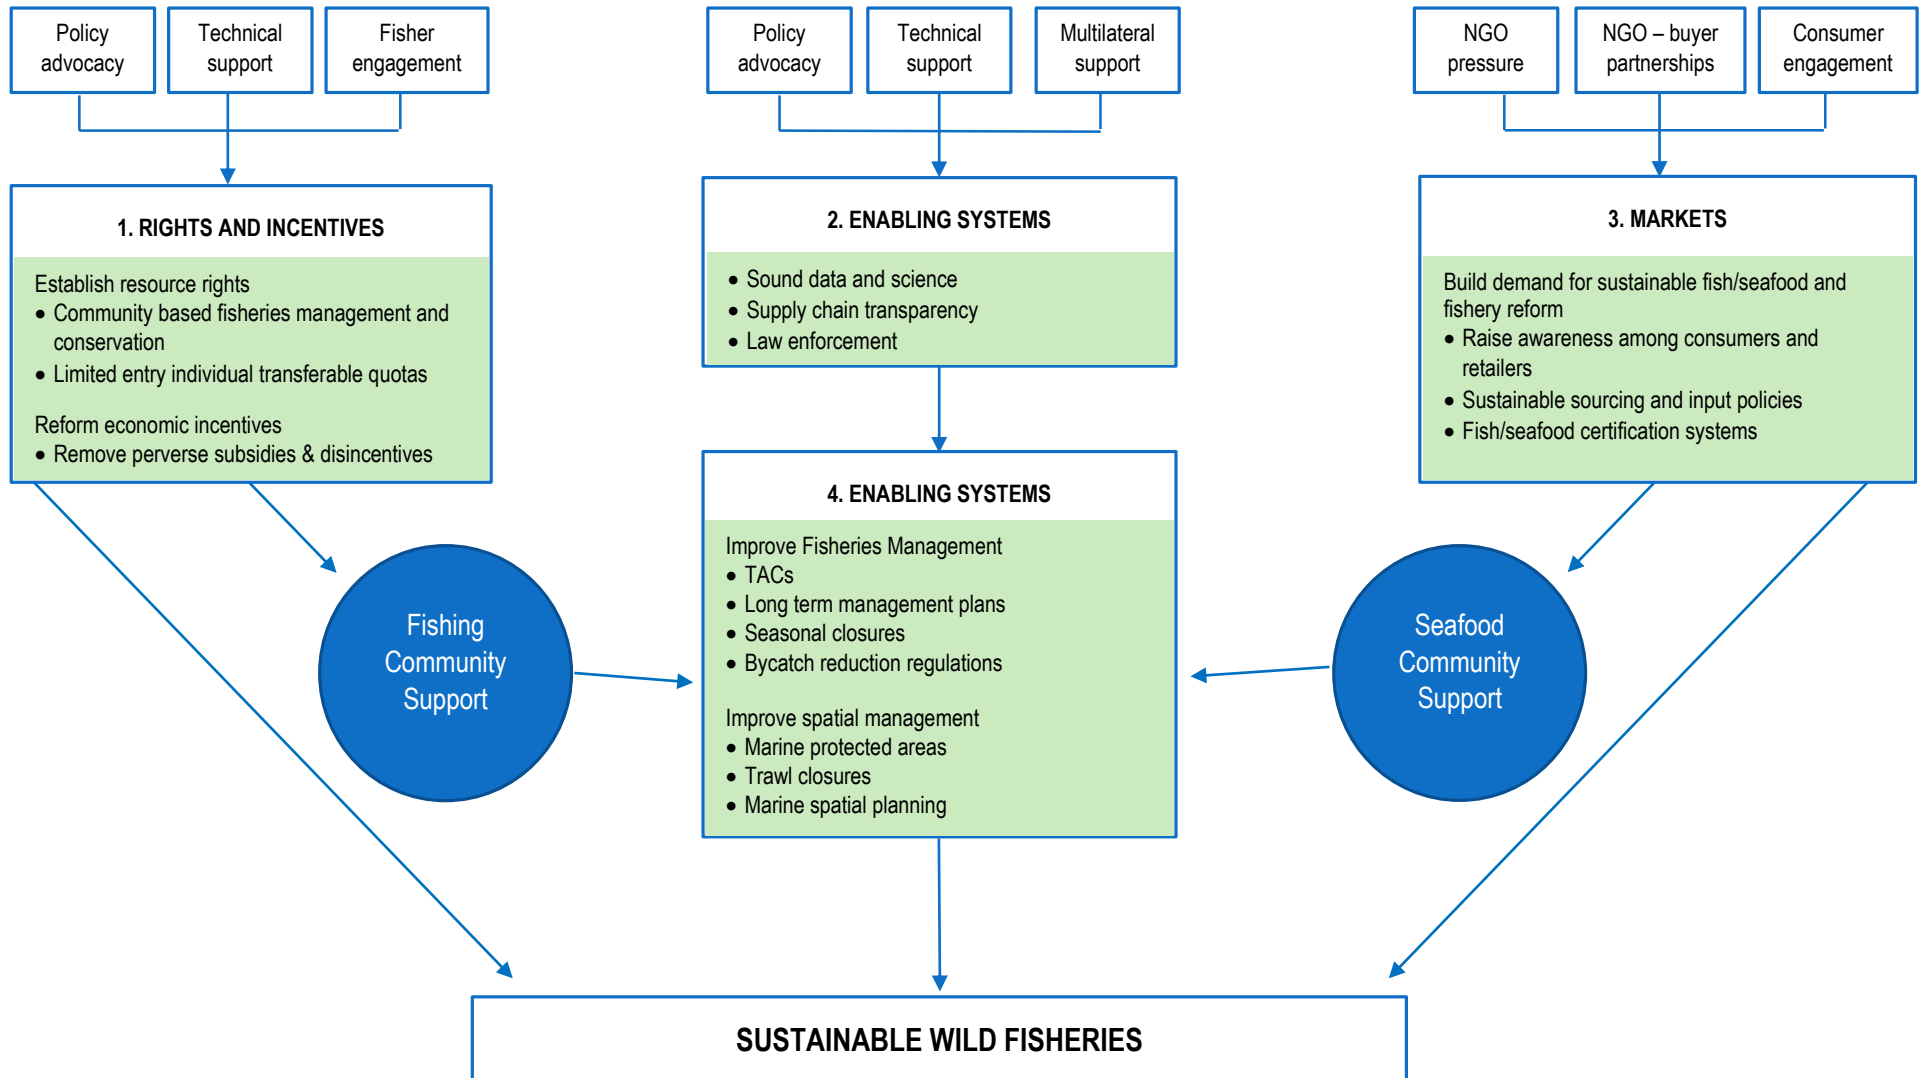 Policy
advocacy
Technical
support
Fisher
engagement
Policy
advocacy
Technical
support
Multilateral
support
NGO
pressure
NGO – buyer
partnerships
Consumer
engagement
1. RIGHTS AND INCENTIVES
Establish resource rights
• Community based fisheries management and
conservation
• Limited entry individual transferable quotas
Reform economic incentives
• Remove perverse subsidies & disincentives
2. ENABLING SYSTEMS
• Sound data and science
• Supply chain transparency
• Law enforcement
3. MARKETS
Build demand for sustainable fish/seafood and
fishery reform
• Raise awareness among consumers and
retailers
• Sustainable sourcing and input policies
• Fish/seafood certification systems
Fishing
Community
Support
4. ENABLING SYSTEMS
Improve Fisheries Management
• TACs
• Long term management plans
• Seasonal closures
• Bycatch reduction regulations
Improve spatial management
• Marine protected areas
• Trawl closures
• Marine spatial planning
Seafood
Community
Support
SUSTAINABLE WILD FISHERIES